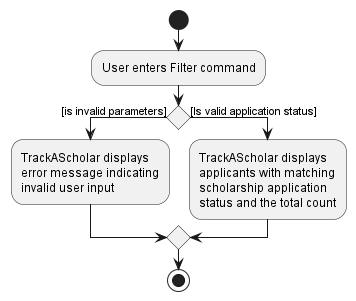 User enters Filter command
[is invalid parameters]
[Is valid application status]
TrackAScholar displays
error message indicating
invalid user input
TrackAScholar displays
applicants with matching
scholarship application
status and the total count